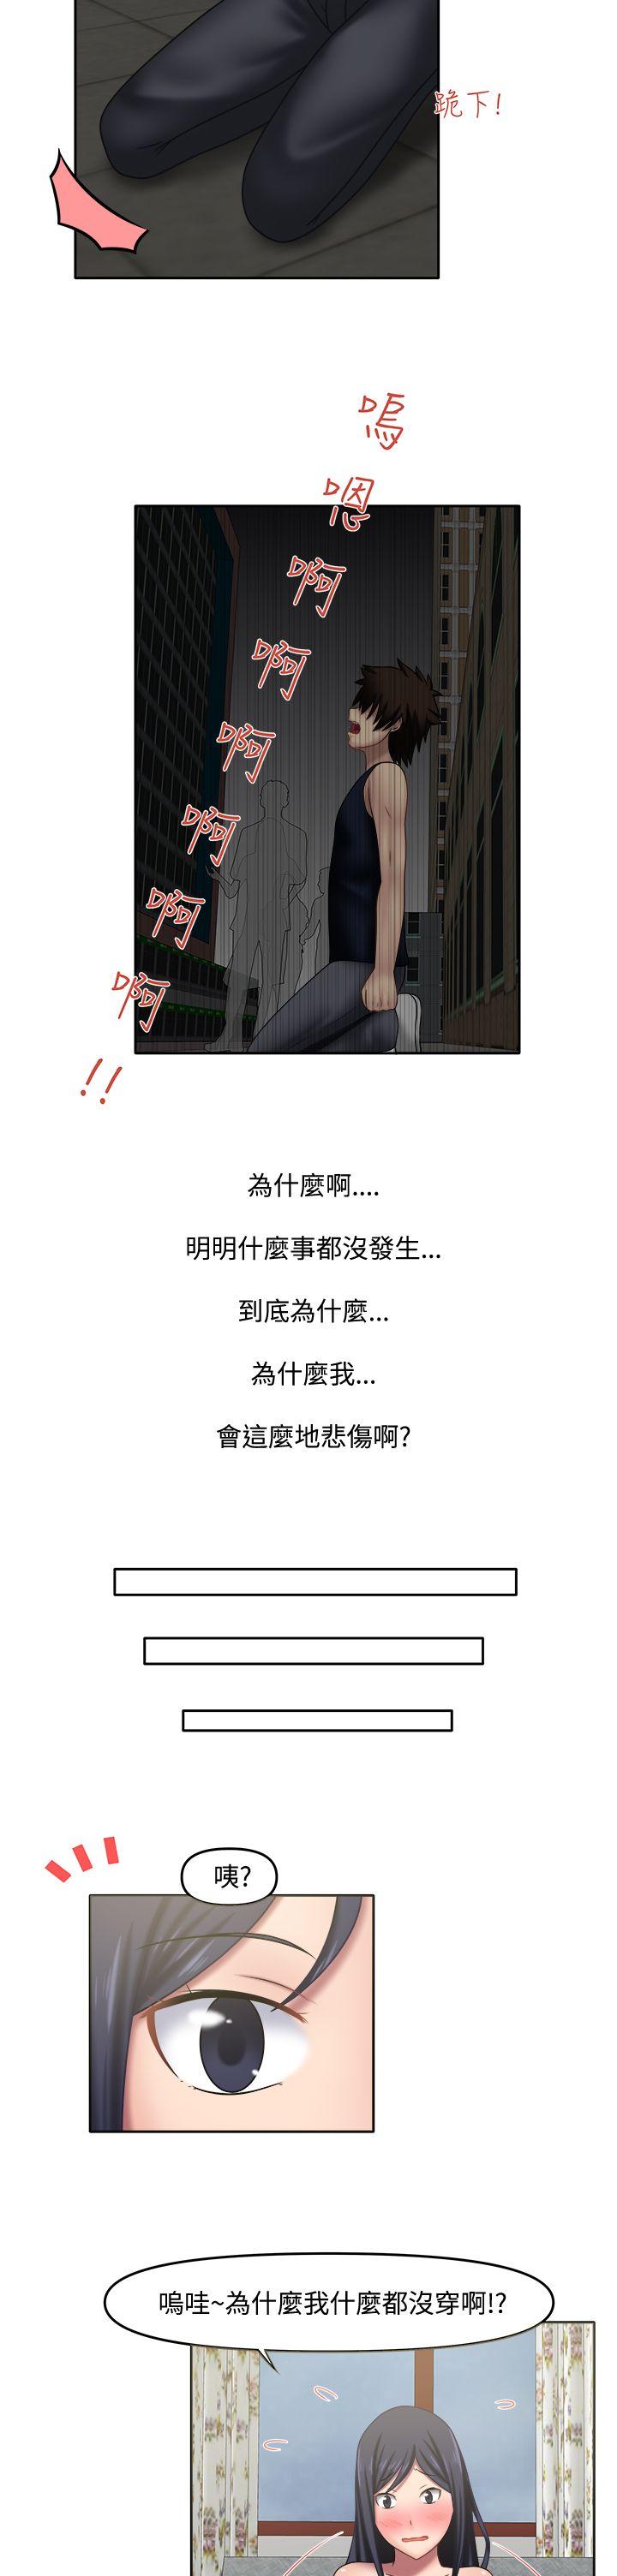 跪下!
嗚
嗯
啊
啊
啊
啊
啊
啊
!!
為什麼啊....
明明什麼事都沒發生...
到底為什麼...
為什麼我...
會這麼地悲傷啊?
咦?
嗚哇~為什麼我什麼都沒穿啊!?